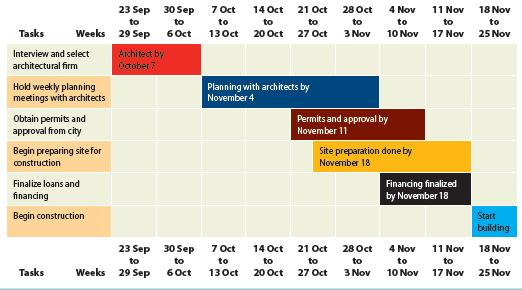 23 Sep 30 Sep 7 Oct 14 Oct 21 Oct 28 Oct 4 Nov 11 Nov 18 Nov
to to to to to to to to to
Tasks Weeks 29 Sep 6 Oct 13 Oct 20 Oct 27 Oct 3 Nov 10 Nov 17 Nov 25 Nov
Interview and select
architectural firm
Architect by
October 7
Hold weekly planning
meetings with architects
Planning with architects by
November 4
Obtain permits and
approval from city
Permits and approval by
November 11
Begin preparing site for
construction
Site preparation done by
November 18
Finalize loans and
financing
Financing finalized
by November 18
Begin construction
Start
building
23 Sep 30 Sep 7 Oct 14 Oct 21 Oct 28 Oct 4 Nov 11 Nov 18 Nov
to to to to to to to to to
Tasks Weeks 29 Sep 6 Oct 13 Oct 20 Oct 27 Oct 3 Nov 10 Nov 17 Nov 25 Nov